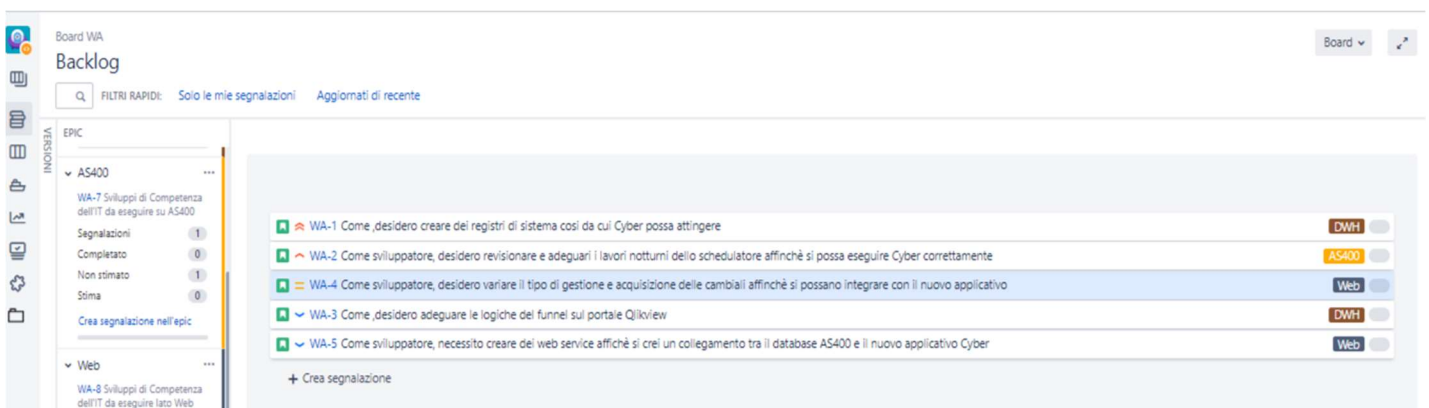 Board WA
Backlog
Board
FILTRI RAPIDI: Solo le mie segnalazioni Aggiornati di recente
VERSIONI
EPIC
AS400 ...
WA-7 Sviluppi di Competenza
dell'IT da eseguire su AS400
Segnalazioni 1
Completato 0
Non stimato 1
Stima 0
Crea segnalazione nell'epic
Web ...
WA-8 Sviluppi di Competenza
dell'IT da eseguire lato Web
WA-1 Come ,desidero creare dei registri di sistema cosi da cui Cyber possa attingere DWH
WA-2 Come sviluppatore, desidero revisionare e adeguari i lavori notturni dello schedulatore affinchè si possa eseguire Cyber correttamente AS400
WA-4 Come sviluppatore, desidero variare il tipo di gestione e acquisizione delle cambiali affinchè si possano integrare con il nuovo applicativo Web
WA-3 Come ,desidero adeguare le logiche del funnel sul portale Qlikview DWH
WA-5 Come sviluppatore, necessito creare dei web service affichè si crei un collegamento tra il database AS400 e il nuovo applicativo Cyber Web
+ Crea segnalazione